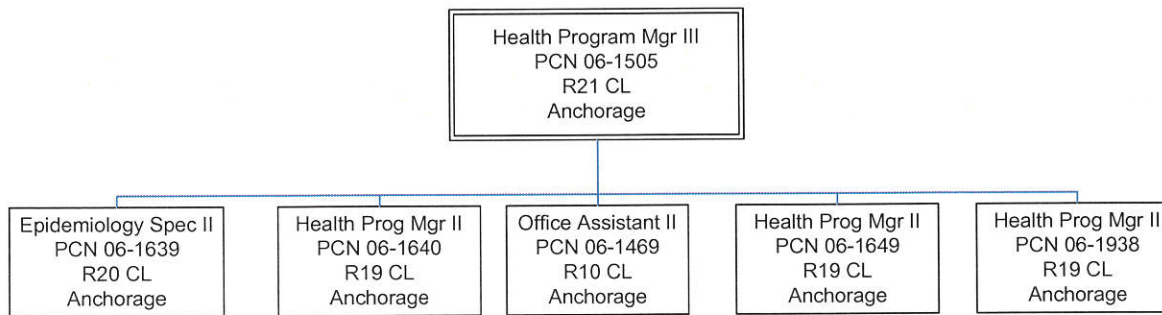 Health Program Mgr III
PCN 06-1505
R21 CL
Anchorage
Epidemiology Spec II
PCN 06-1639
R20 CL
Anchorage
Health Prog Mgr II
PCN 06-1640
R19 CL
Anchorage
Office Assistant II
PCN 06-1469
R10 CL
Anchorage
Health Prog Mgr II
PCN 06-1649
R19 CL
Anchorage
Health Prog Mgr II
PCN 06-1938
R19 CL
Anchorage